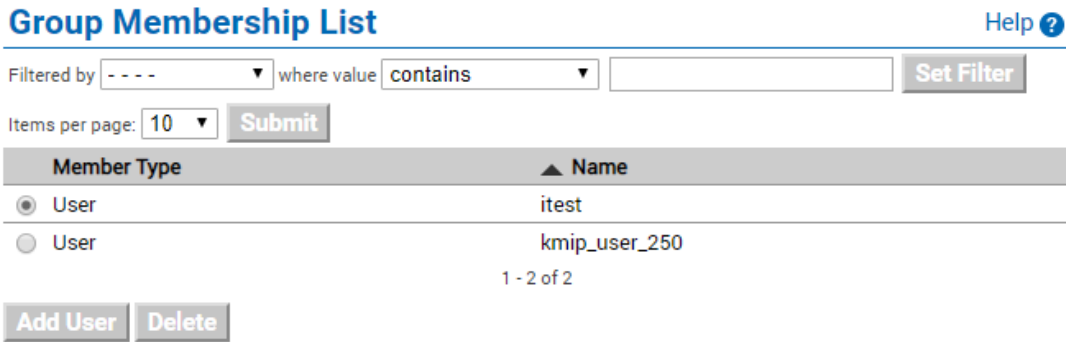 Group Membership List Help ?
Filtered by - - - - where value contains Set Filter
Items per page: 10 Submit
Member Type Name
User itest
User kmip_user_250
1 - 2 of 2
Add User Delete